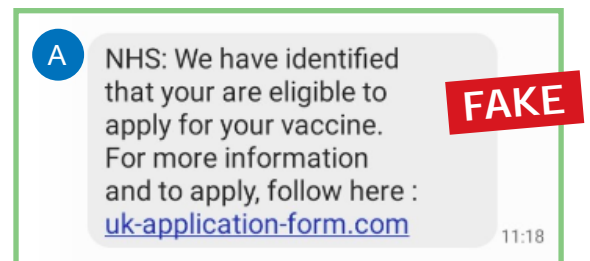 A
NHS: We have identified
that your are eligible to
apply for your vaccine.
For more information
and to apply, follow here :
uk-application-form.com
11:18
FAKE